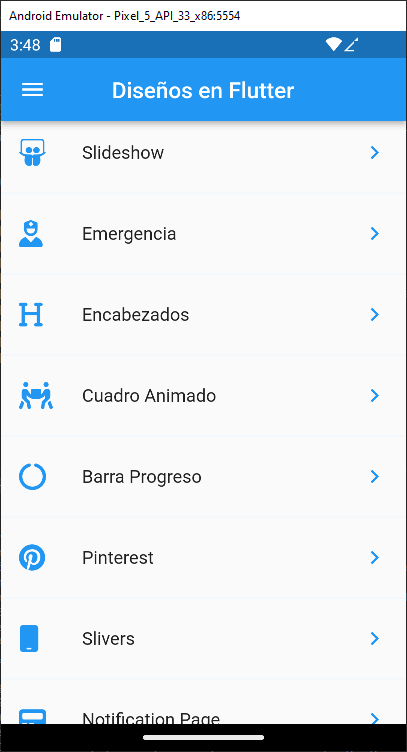 Android Emulator - Pixel_5_API_33_x86:5554
3:48
Diseños en Flutter
Slideshow
Emergencia
Encabezados
Cuadro Animado
Barra Progreso
Pinterest
Slivers
Notification Page